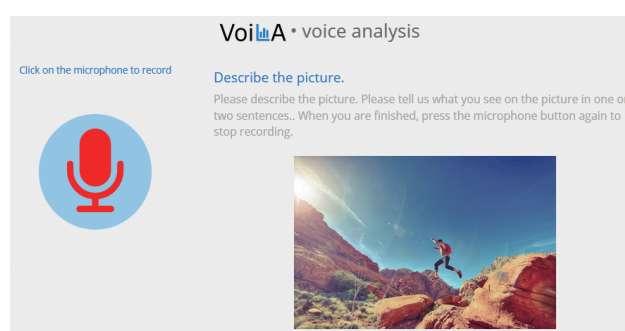 VoiLA • voice analysis
Click on the microphone to record
Describe the picture.
Please describe the picture. Please tell us what you see on the picture in one or
two sentences.. When you are finished, press the microphone button again to
stop recording.